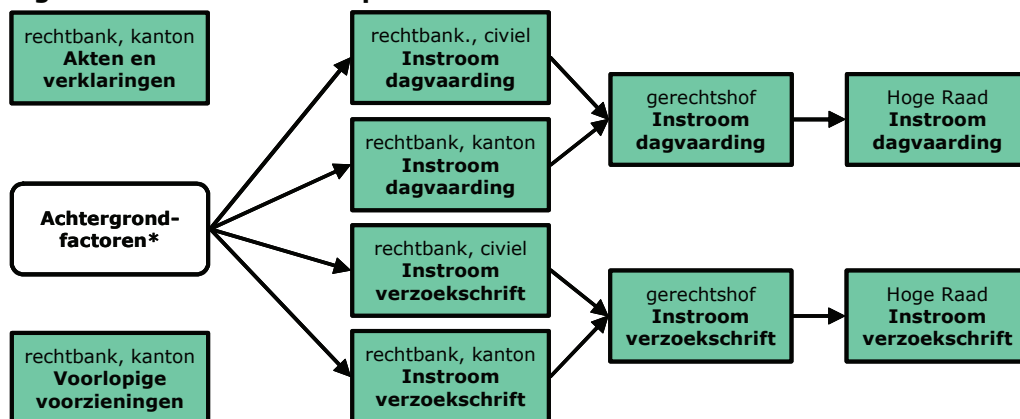 rechtbank, kanton
Akten en
verklaringen
Achtergrond-
factoren*
rechtbank, kanton
Voorlopige
voorzieningen
rechtbank., civiel
Instroom
dagvaarding
rechtbank, kanton
Instroom
dagvaarding
rechtbank, civiel
Instroom
verzoekschrift
rechtbank, kanton
Instroom
verzoekschrift
gerechtshof
Instroom
dagvaarding
gerechtshof
Instroom
verzoekschrift
Hoge Raad
Instroom
dagvaarding
Hoge Raad
Instroom
verzoekschrift